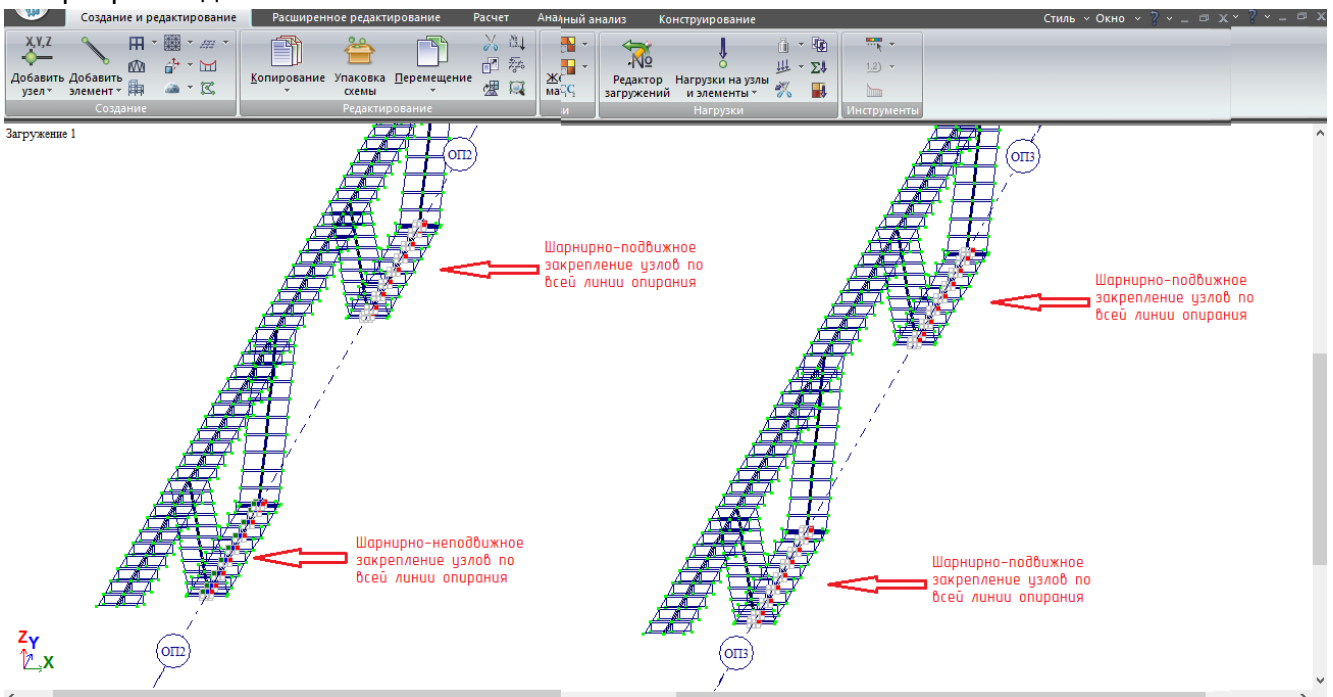 Создание и редактирование Расширенное редактирование Расчет Конструирование Стиль Окно
X,Y,Z
Добавить узел
Добавить элемент
Создание
Копирование
Упаковка схемы
Перемещение
Редактирование
Редактор загружений
Нагрузки на узлы и элементы
Нагрузки
1.2)
Инструменты
Загружение 1
ОП2
ОП3
Шарнирно-подвижное
закрепление узлов по
всей линии опирания
Шарнирно-подвижное
закрепление узлов по
всей линии опирания
Шарнирно-неподвижное
закрепление узлов по
всей линии опирания
Шарнирно-подвижное
закрепление узлов по
всей линии опирания
Z
Y
X
ОП2
ОП3